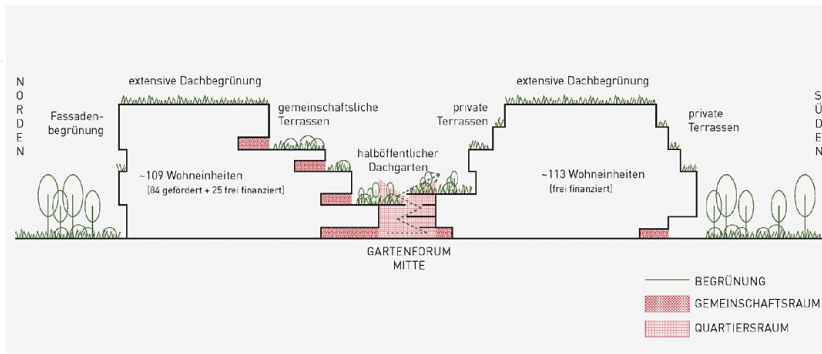 NORDEN
extensive Dachbegrünung
Fassaden-
begrünung
gemeinschaftsliche
Terrassen
halböffentlicher
Dachgarten
private
Terrassen
extensive Dachbegrünung
private
Terrassen
SÜDEN
~109 Wohneinheiten
(84 gefördert + 25 frei finanziert)
~113 Wohneinheiten
(frei finanziert)
GARTENFORUM
MITTE
BEGRÜNUNG
GEMEINSCHAFTSRAUM
QUARTIERSRAUM